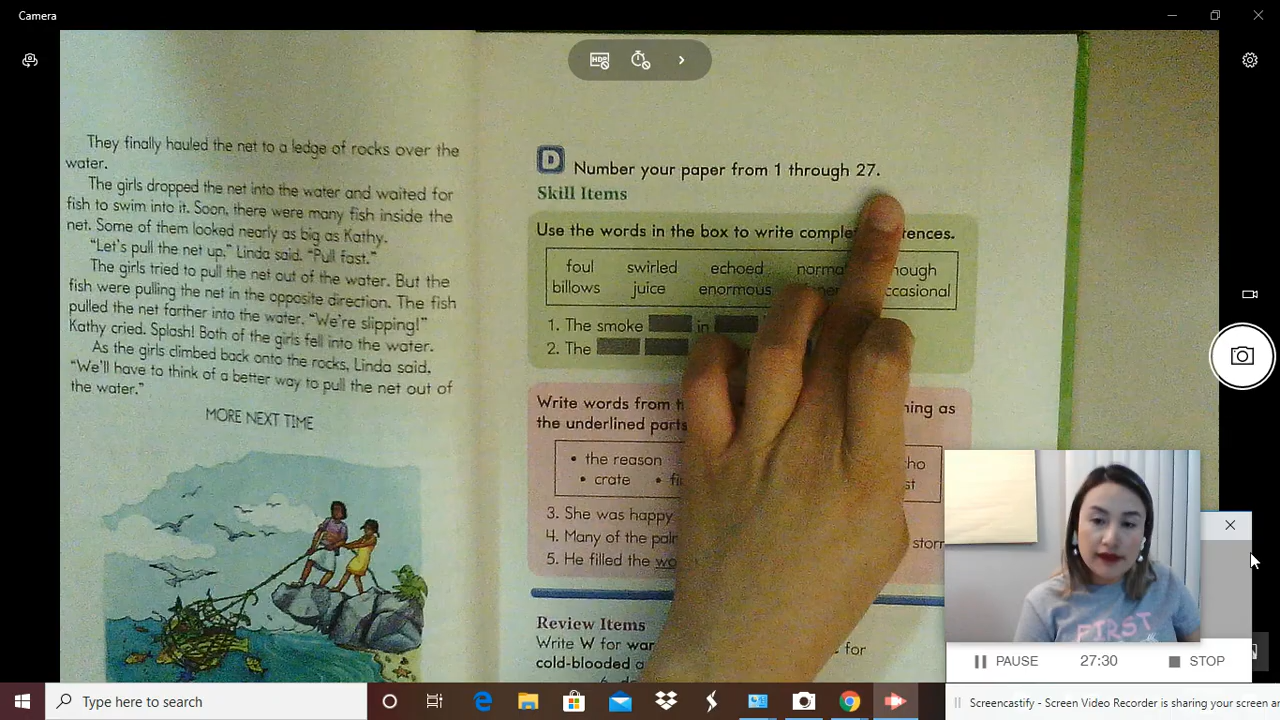 Camera
They finally hauled the net to a ledge of rocks over the
water.
The girls dropped the net into the water and waited for
fish to swim into it. Soon, there were many fish inside the
net. Some of them looked nearly as big as Kathy.
“Let’s pull the net up,” Linda said. “Pull fast.”
The girls tried to pull the net out of the water. But the
fish were pulling the net in the opposite direction. The fish
pulled the net farther into the water. “We’re slipping!”
Kathy cried. Splash! Both of the girls fell into the water.
As the girls climbed back onto the rocks, Linda said,
“We’ll have to think of a better way to pull the net out of
the water.”
MORE NEXT TIME
D Number your paper from 1 through 27.
Skill Items
Use the words in the box to write
foul swirled echoed
billows juice enormous
1. The smoke in
2. The
Write words from
the underlined parts
as
• the reason
• crate
3. She was happy
4. Many of the
5. He filled the
Review Items
Write W for
for
cold-blooded
FIRST
PAUSE 27:30 STOP
Type here to search
Screencastify - Screen Video Recorder is sharing your screen